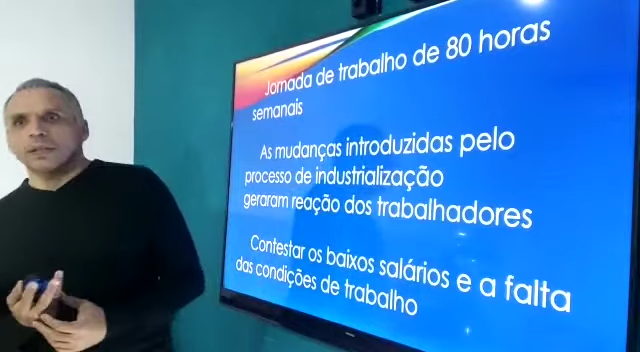 Jornada de trabalho de 80 horas
semanais
As mudanças introduzidas pelo
processo de industrialização
geraram reação dos trabalhadores
Contestar os baixos salários e a falta
das condições de trabalho